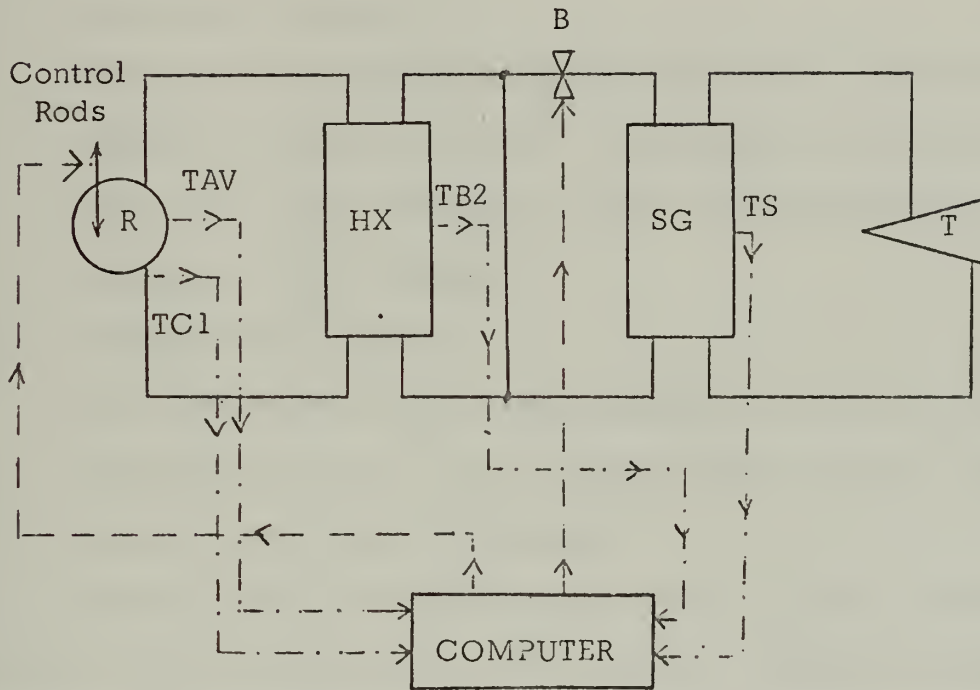 B
Control
Rods
TAV
R
TC1
HX
TB2
SG
TS
T
COMPUTER